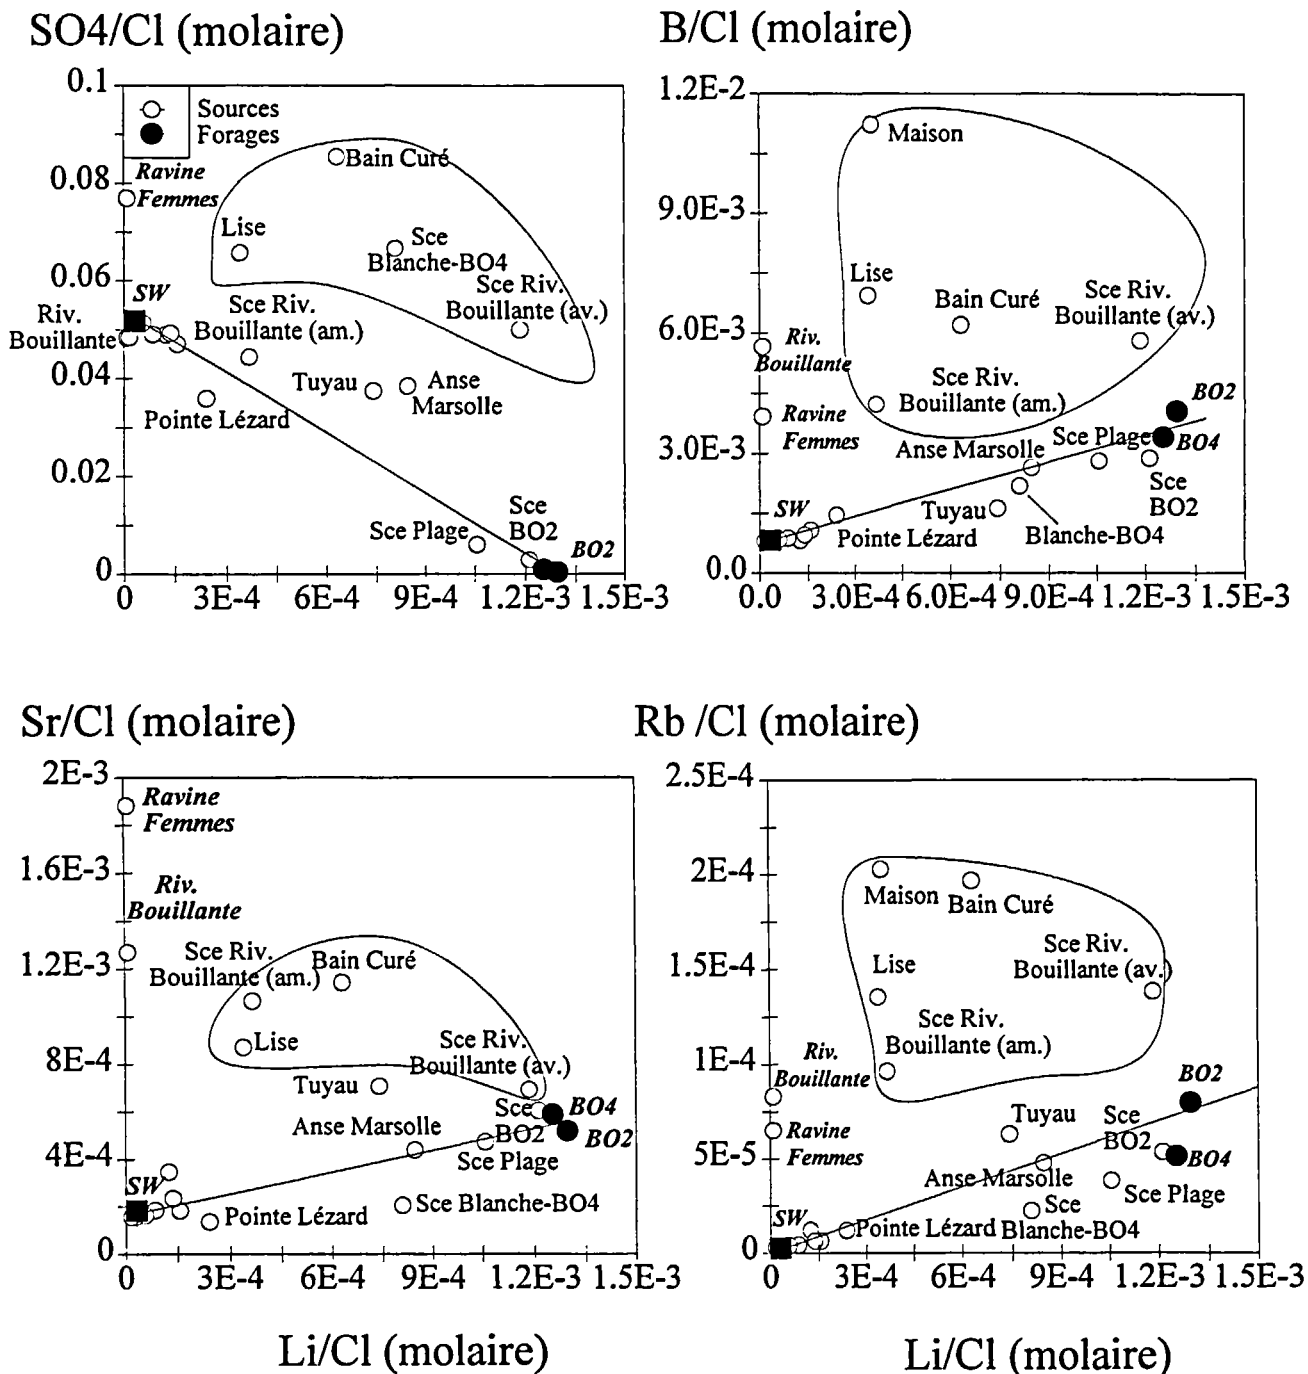 SO4/Cl (molaire)
0.1
0.08
0.06
0.04
0.02
0
Sources
Forages
Ravine
Femmes
Bain Curé
Lise
Sce
Blanche-BO4
Sce Riv.
Bouillante (av.)
SW
Riv.
Bouillante
Sce Riv.
Bouillante (am.)
Tuyau
Anse
Marsolle
Pointe Lézard
Sce Plage
Sce
BO2
BO2
0 3E-4 6E-4 9E-4 1.2E-3 1.5E-3
B/Cl (molaire)
1.2E-2
9.0E-3
6.0E-3
3.0E-3
0.0
Maison
Lise
Bain Curé
Sce Riv.
Bouillante (av.)
Riv.
Bouillante
Sce Riv.
Bouillante (am.)
Ravine
Femmes
BO2
BO4
Anse Marsolle
Sce Plage
Sce
BO2
SW
Pointe Lézard
Tuyau
Blanche-BO4
0.0 3.0E-4 6.0E-4 9.0E-4 1.2E-3 1.5E-3
Sr/Cl (molaire)
2E-3
1.6E-3
1.2E-3
8E-4
4E-4
0
Ravine
Femmes
Riv.
Bouillante
Sce Riv.
Bouillante (am.)
Bain Curé
Lise
Sce Riv.
Bouillante (av.)
Tuyau
Anse Marsolle
Sce
BO2
BO4
BO2
Sce Plage
SW
Pointe Lézard
Sce Blanche-BO4
0 3E-4 6E-4 9E-4 1.2E-3 1.5E-3
Li/Cl (molaire)
Rb /Cl (molaire)
2.5E-4
2E-4
1.5E-4
1E-4
5E-5
0
Maison
Bain Curé
Sce Riv.
Bouillante (av.)
Lise
Sce Riv.
Bouillante (am.)
Riv.
Bouillante
Ravine
Femmes
BO2
Tuyau
Sce
BO2
BO4
Anse Marsolle
Sce Plage
SW
Pointe Lézard
Sce
Blanche-BO4
0 3E-4 6E-4 9E-4 1.2E-3 1.5E-3
Li/Cl (molaire)